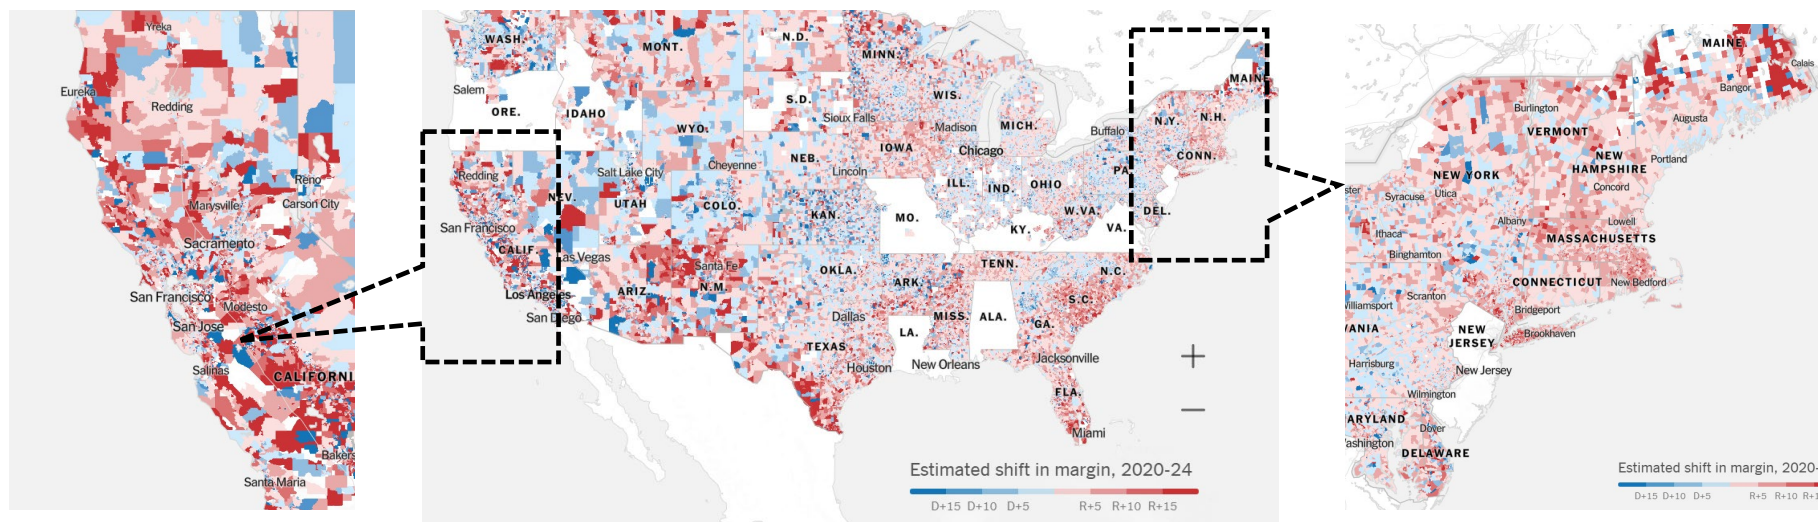 Yreka
Eureka
Redding
Reno
Marysville
Carson City
Sacramento
San Francisco
Modesto
San Jose
Salinas
CALIFORNI
Bakers
Santa Maria
WASH.
MONT.
N.D.
MINN.
MAINE
Salem
ORE.
IDAHO
S.D.
WIS.
WYO.
Sioux Falls
Madison
MICH.
Buffalo
N.Y.
N.H.
IOWA
Chicago
CONN.
Redding
Cheyenne
NEB.
Lincoln
Salt Lake City
PA.
NEV.
UTAH
COLO.
ILL.
IND.
OHIO
San Francisco
KAN.
MO.
W.VA.
DEL.
KY.
VA.
CALIF.
Las Vegas
Santa Fe
OKLA.
TENN.
N.C.
Los Angeles
ARIZ.
N.M.
ARK.
S.C.
San Diego
Dallas
MISS.
ALA.
GA.
LA.
TEXAS
Houston
New Orleans
Jacksonville
FLA.
Miami
+
−
Estimated shift in margin, 2020-24
D+15 D+10 D+5 R+5 R+10 R+15
MAINE
Calais
Bangor
Burlington
Augusta
VERMONT
NEW
HAMPSHIRE
Portland
NEW YORK
ster
Syracuse
Utica
Concord
Albany
Lowell
Ithaca
MASSACHUSETTS
Binghamton
CONNECTICUT
New Bedford
Scranton
Williamsport
Bridgeport
VANIA
NEW
JERSEY
Brookhaven
Harrisburg
New Jersey
Wilmington
ARYLAND
Dover
Washington
DELAWARE
Estimated shift in margin, 2020-
D+15 D+10 D+5 R+5 R+10 R+1